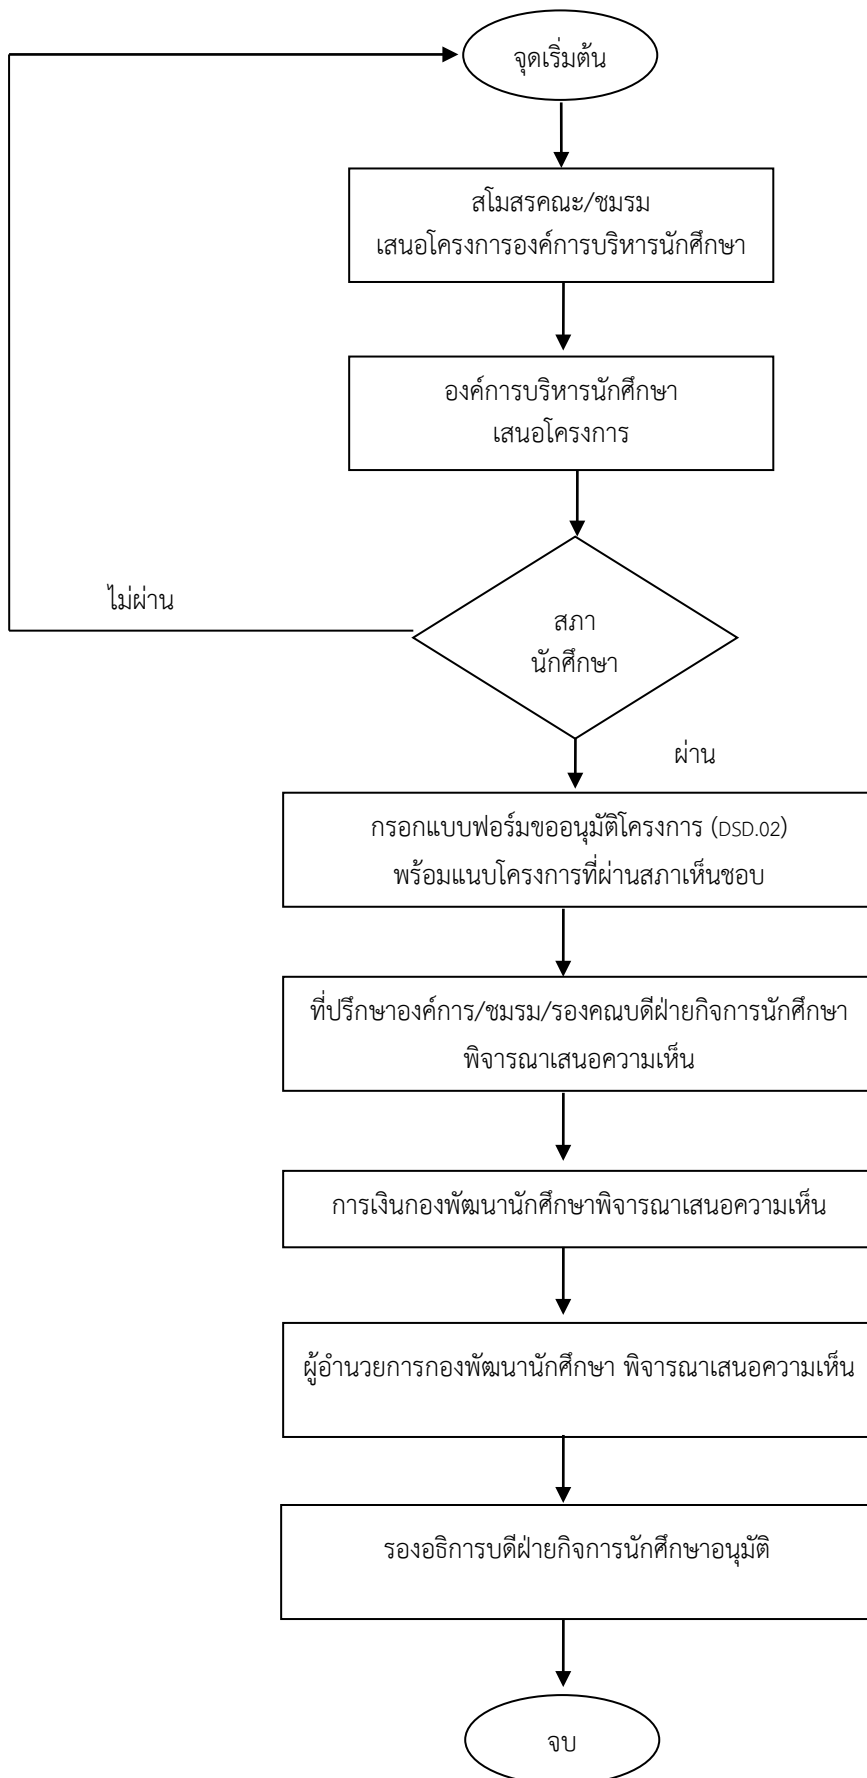 จุดเริ่มต้น
สโมสรคณะ/ชมรม
เสนอโครงการองค์การบริหารนักศึกษา
องค์การบริหารนักศึกษา
เสนอโครงการ
ไม่ผ่าน
สภา
นักศึกษา
ผ่าน
กรอกแบบฟอร์มขออนุมัติโครงการ (DSD.02)
พร้อมแนบโครงการที่ผ่านสภาเห็นชอบ
ที่ปรึกษาองค์การ/ชมรม/รองคณบดีฝ่ายกิจการนักศึกษา
พิจารณาเสนอความเห็น
การเงินกองพัฒนานักศึกษาพิจารณาเสนอความเห็น
ผู้อำนวยการกองพัฒนานักศึกษา พิจารณาเสนอความเห็น
รองอธิการบดีฝ่ายกิจการนักศึกษาอนุมัติ
จบ